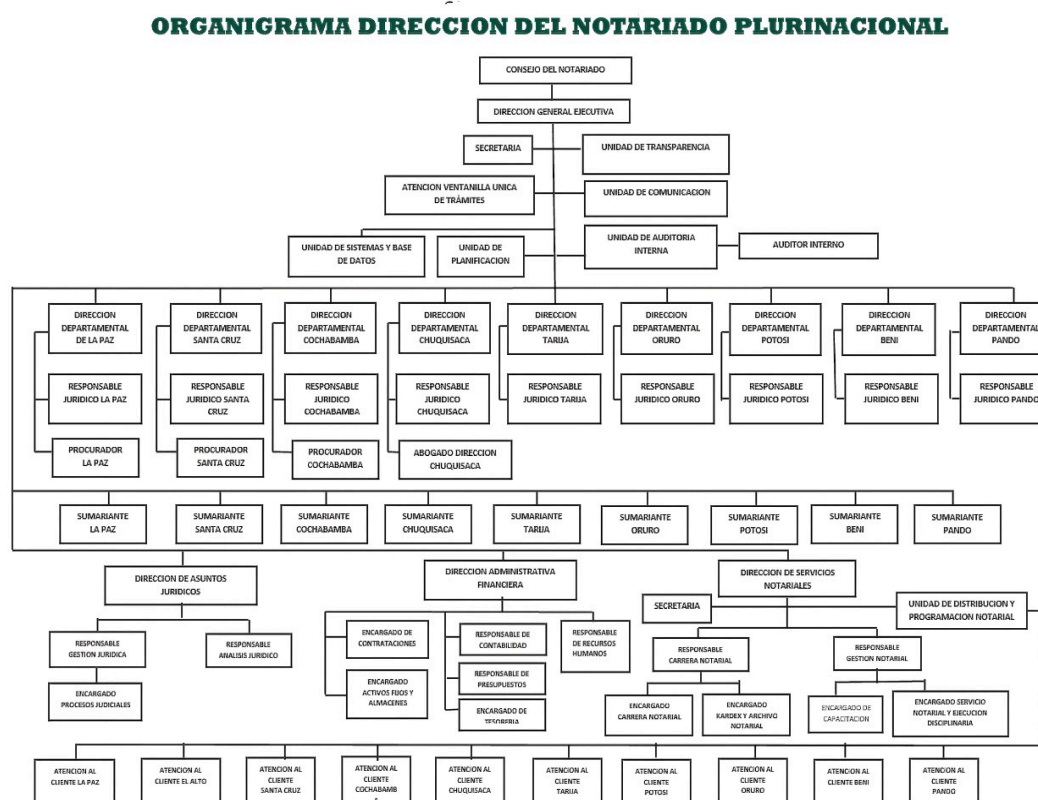 ORGANIGRAMA DIRECCION DEL NOTARIADO PLURINACIONAL
CONSEJO DEL NOTARIADO
DIRECCION GENERAL EJECUTIVA
SECRETARIA
UNIDAD DE TRANSPARENCIA
ATENCION VENTANILLA UNICA
DE TRÁMITES
UNIDAD DE COMUNICACION
UNIDAD DE SISTEMAS Y BASE
DE DATOS
UNIDAD DE
PLANIFICACION
UNIDAD DE AUDITORIA
INTERNA
AUDITOR INTERNO
DIRECCION
DEPARTAMENTAL
DE LA PAZ
DIRECCION
DEPARTAMENTAL
SANTA CRUZ
DIRECCION
DEPARTAMENTAL
COCHABAMBA
DIRECCION
DEPARTAMENTAL
CHUQUISACA
DIRECCION
DEPARTAMENTAL
TARIJA
DIRECCION
DEPARTAMENTAL
ORURO
DIRECCION
DEPARTAMENTAL
POTOSI
DIRECCION
DEPARTAMENTAL
BENI
DIRECCION
DEPARTAMENTAL
PANDO
RESPONSABLE
JURIDICO LA PAZ
RESPONSABLE
JURIDICO SANTA
CRUZ
RESPONSABLE
JURIDICO
COCHABAMBA
RESPONSABLE
JURIDICO
CHUQUISACA
RESPONSABLE
JURIDICO TARIJA
RESPONSABLE
JURIDICO ORURO
RESPONSABLE
JURIDICO POTOSI
RESPONSABLE
JURIDICO BENI
RESPONSABLE
JURIDICO PANDO
PROCURADOR
LA PAZ
PROCURADOR
SANTA CRUZ
PROCURADOR
COCHABAMBA
ABOGADO DIRECCION
CHUQUISACA
SUMARIANTE
LA PAZ
SUMARIANTE
SANTA CRUZ
SUMARIANTE
COCHABAMBA
SUMARIANTE
CHUQUISACA
SUMARIANTE
TARIJA
SUMARIANTE
ORURO
SUMARIANTE
POTOSI
SUMARIANTE
BENI
SUMARIANTE
PANDO
DIRECCION DE ASUNTOS
JURIDICOS
DIRECCION ADMINISTRATIVA
FINANCIERA
DIRECCION DE SERVICIOS
NOTARIALES
SECRETARIA
UNIDAD DE DISTRIBUCION Y
PROGRAMACION NOTARIAL
RESPONSABLE
GESTION JURIDICA
RESPONSABLE
ANALISIS JURIDICO
ENCARGADO DE
CONTRATACIONES
RESPONSABLE DE
CONTABILIDAD
RESPONSABLE
DE RECURSOS
HUMANOS
RESPONSABLE
CARRERA NOTARIAL
RESPONSABLE
GESTION NOTARIAL
ENCARGADO
PROCESOS JUDICIALES
ENCARGADO
ACTIVOS FIJOS Y
ALMACENES
RESPONSABLE DE
PRESUPUESTOS
ENCARGADO DE
TESORERIA
ENCARGADO
CARRERA NOTARIAL
ENCARGADO
KARDEX Y ARCHIVO
NOTARIAL
ENCARGADO DE
CAPACITACION
ENCARGADO SERVICIO
NOTARIAL Y EJECUCION
DISCIPLINARIA
ATENCION AL
CLIENTE LA PAZ
ATENCION AL
CLIENTE EL ALTO
ATENCION AL
CLIENTE
SANTA CRUZ
ATENCION AL
CLIENTE
COCHABAMB
ATENCION AL
CLIENTE
CHUQUISACA
ATENCION AL
CLIENTE
TARIJA
ATENCION AL
CLIENTE
POTOSI
ATENCION AL
CLIENTE
ORURO
ATENCION AL
CLIENTE BENI
ATENCION AL
CLIENTE
PANDO